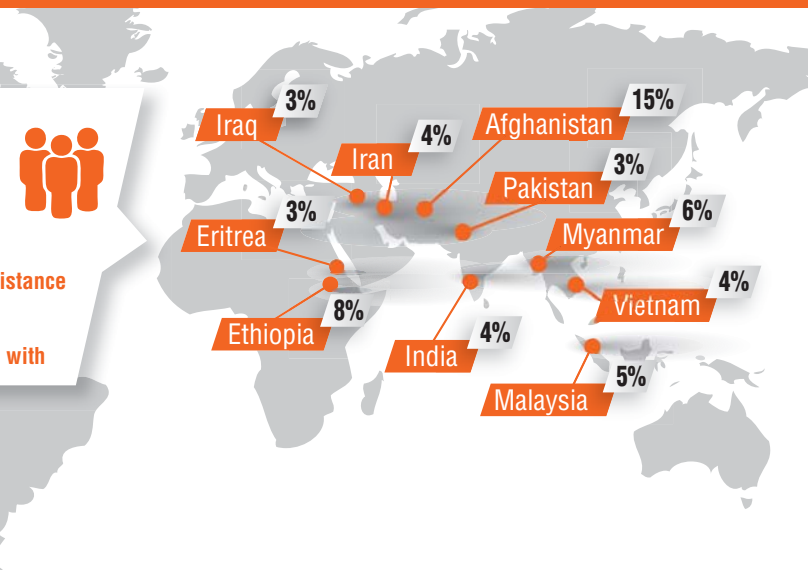 3%
Iraq
4%
Iran
15%
Afghanistan
3%
Pakistan
3%
Eritrea
6%
Myanmar
istance
8%
Ethiopia
4%
Vietnam
with
4%
India
5%
Malaysia